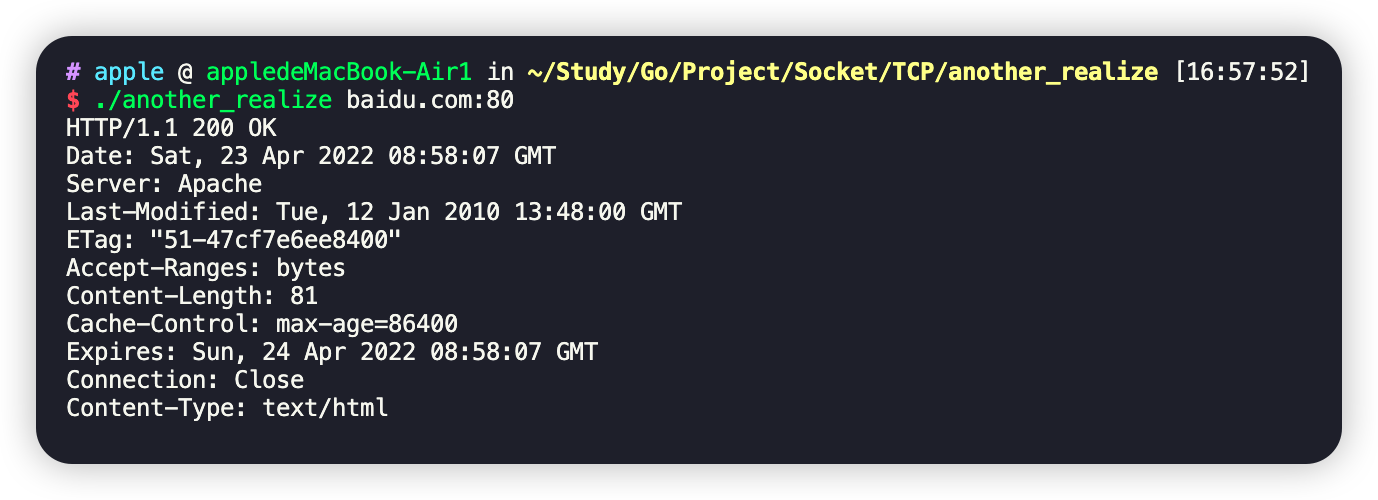 # apple @ appledeMacBook-Air1 in ~/Study/Go/Project/Socket/TCP/another_realize [16:57:52]
$ ./another_realize baidu.com:80
HTTP/1.1 200 OK
Date: Sat, 23 Apr 2022 08:58:07 GMT
Server: Apache
Last-Modified: Tue, 12 Jan 2010 13:48:00 GMT
ETag: "51-47cf7e6ee8400"
Accept-Ranges: bytes
Content-Length: 81
Cache-Control: max-age=86400
Expires: Sun, 24 Apr 2022 08:58:07 GMT
Connection: Close
Content-Type: text/html